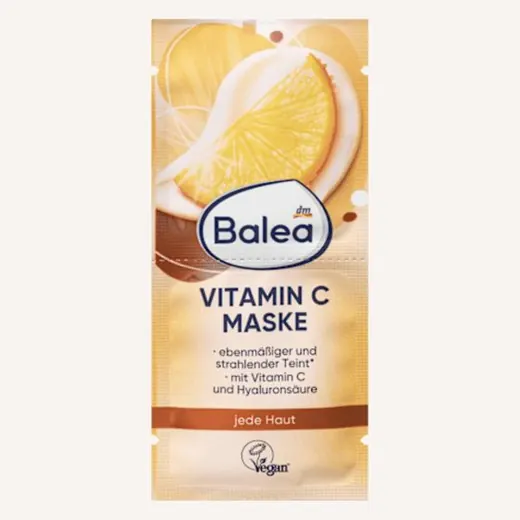 dm
Balea
VITAMIN C
MASKE
· ebenmäßiger und
strahlender Teint*
· mit Vitamin C
und Hyaluronsäure
jede Haut
Vegan